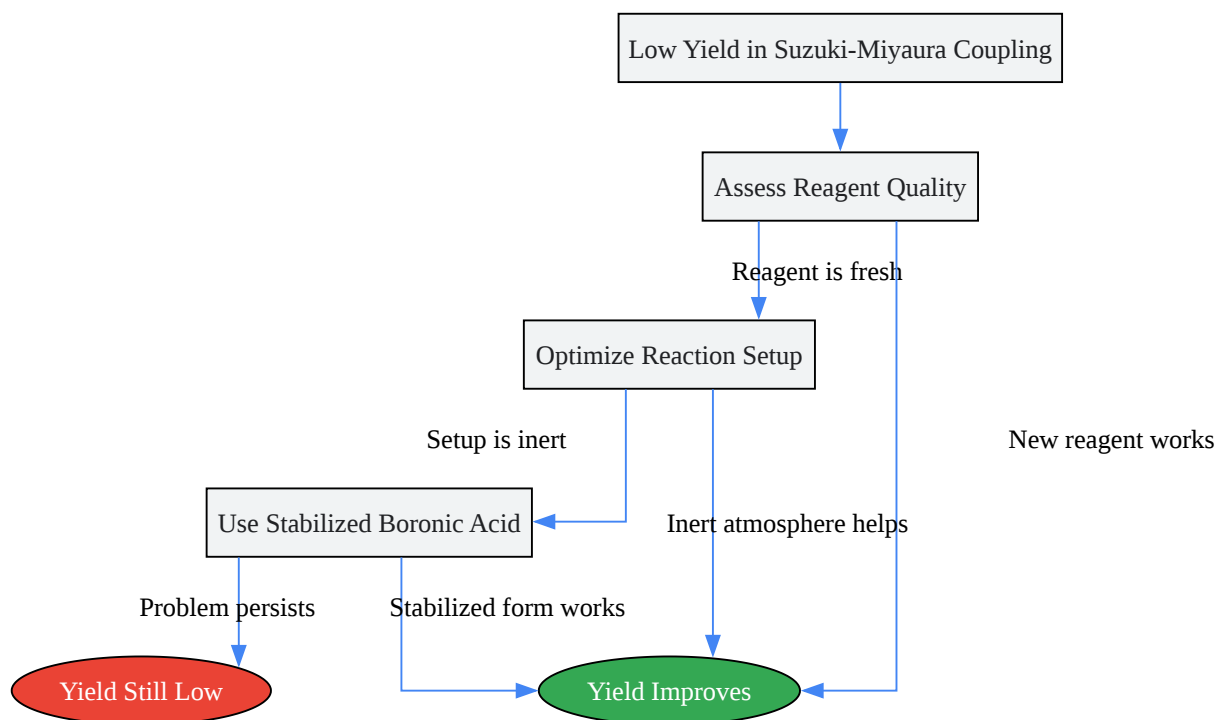 Low Yield in Suzuki-Miyaura Coupling
Assess Reagent Quality
Reagent is fresh
Optimize Reaction Setup
Setup is inert
New reagent works
Use Stabilized Boronic Acid
Inert atmosphere helps
Problem persists
Stabilized form works
Yield Still Low
Yield Improves